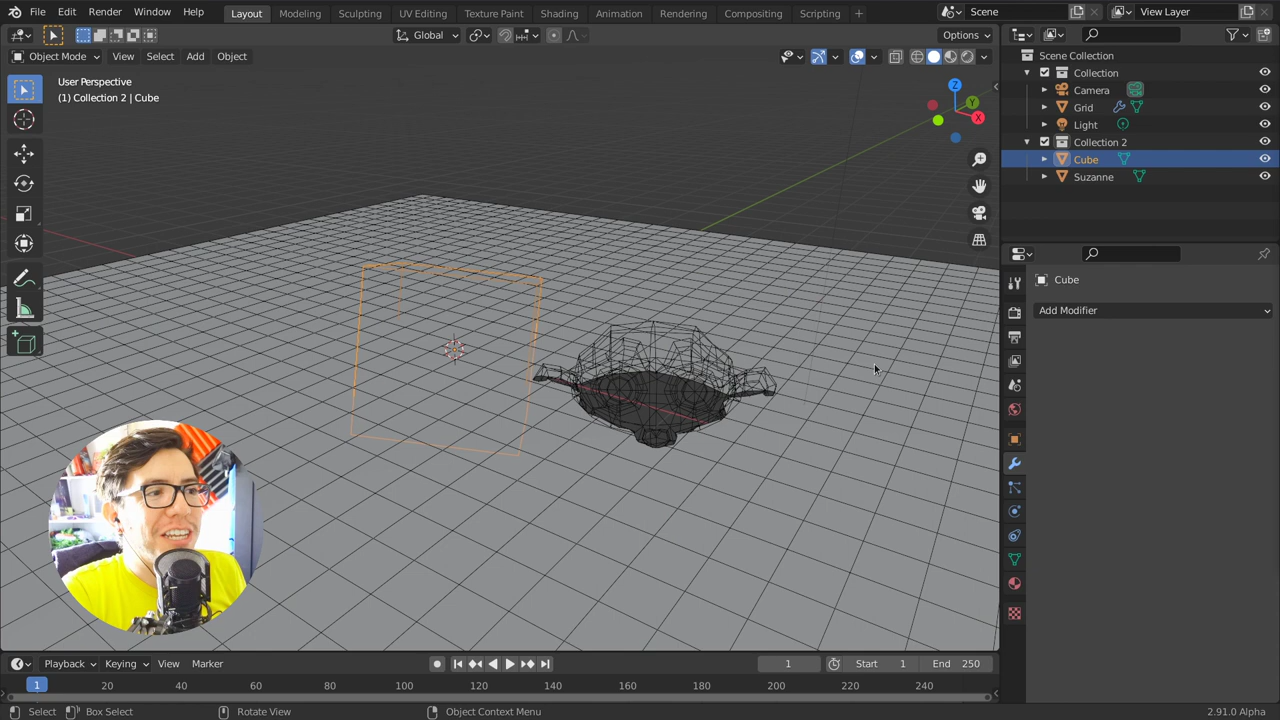 File Edit Render Window Help Layout Modeling Sculpting UV Editing Texture Paint Shading Animation Rendering Compositing Scripting + Scene View Layer
Global Options
Object Mode View Select Add Object
User Perspective
(1) Collection 2 | Cube
Z
Y
X
Scene Collection
Collection
Camera
Grid
Light
Collection 2
Cube
Suzanne
Cube
Add Modifier
Playback Keying View Marker 1 Start 1 End 250
1 20 40 60 80 100 120 140 160 180 200 220 240
Select Box Select Rotate View Object Context Menu 2.91.0 Alpha